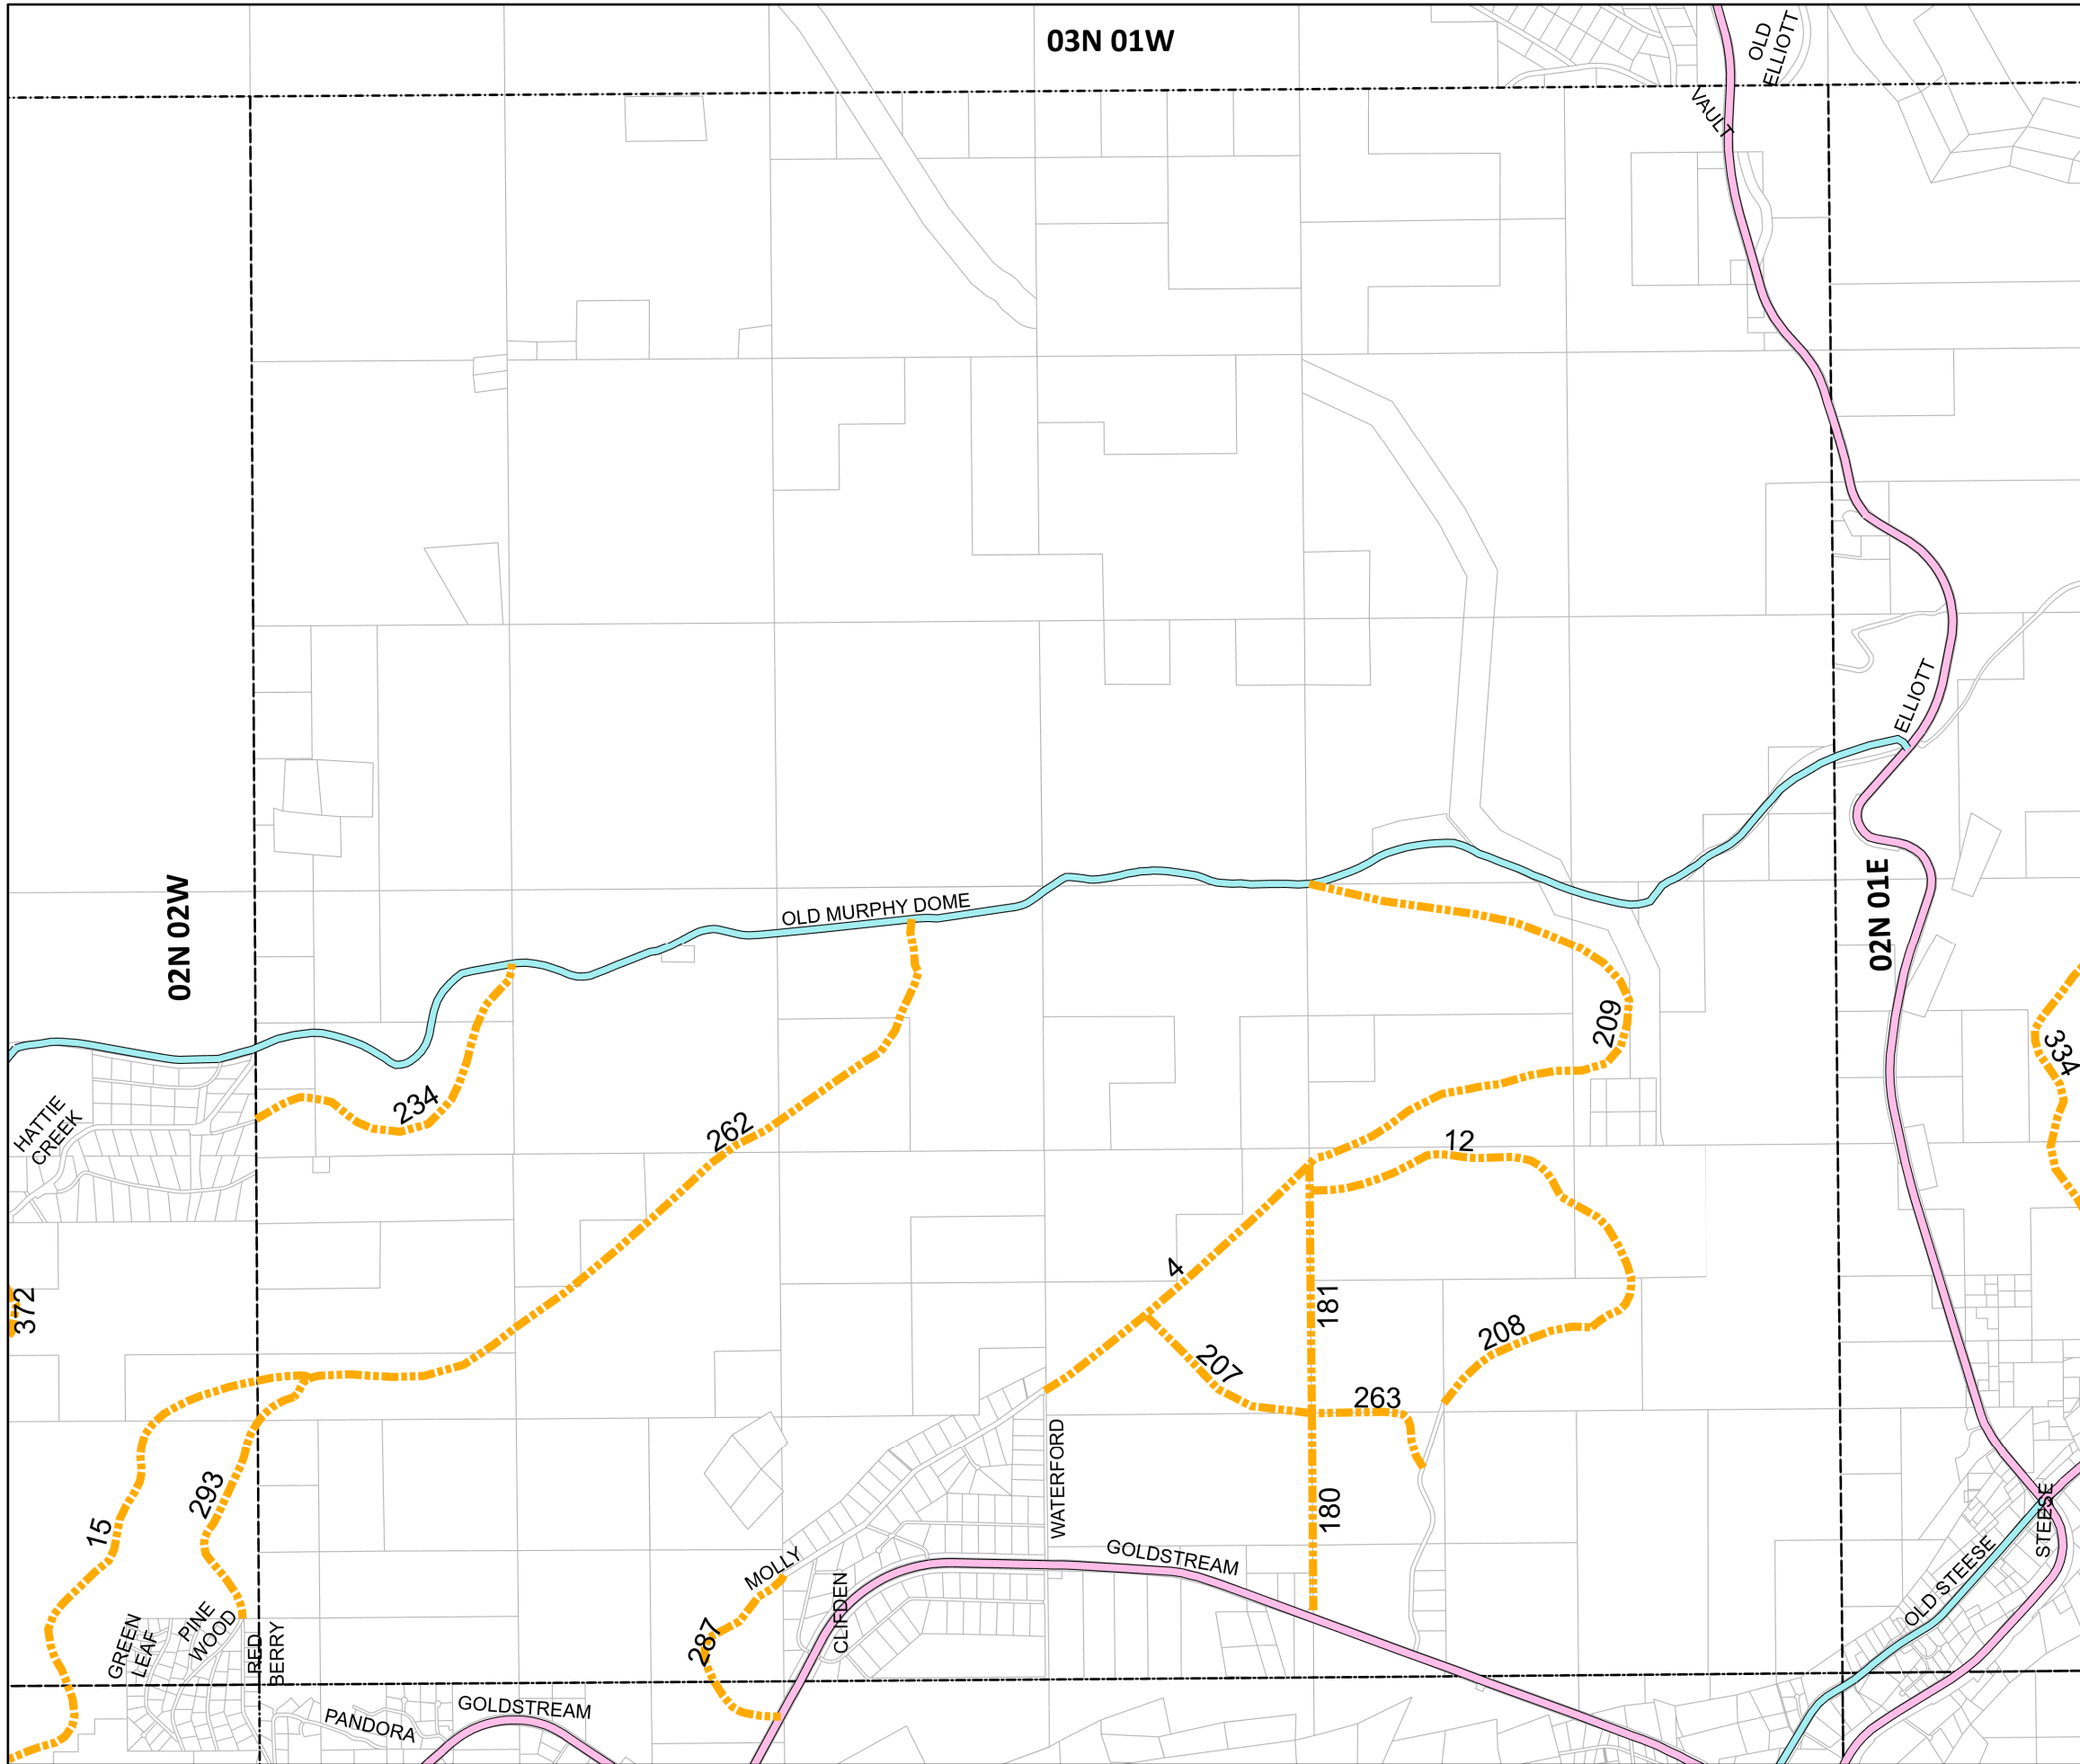 03N 01W
OLD
ELLIOTT
VAULT
ELLIOTT
02N 02W
02N 01E
OLD MURPHY DOME
209
334
234
HATTIE
CREEK
262
12
4
372
181
208
207
263
WATERFORD
293
15
180
STEESE
GOLDSTREAM
MOLLY
OLD STEESE
CLIFDEN
GREEN
LEAF
PINE
WOOD
RED
BERRY
287
GOLDSTREAM
PANDORA